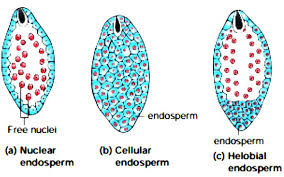 Free nuclei
(a) Nuclear
endosperm
endosperm
(b) Cellular
endosperm
endosperm
(c) Helobial
endosperm